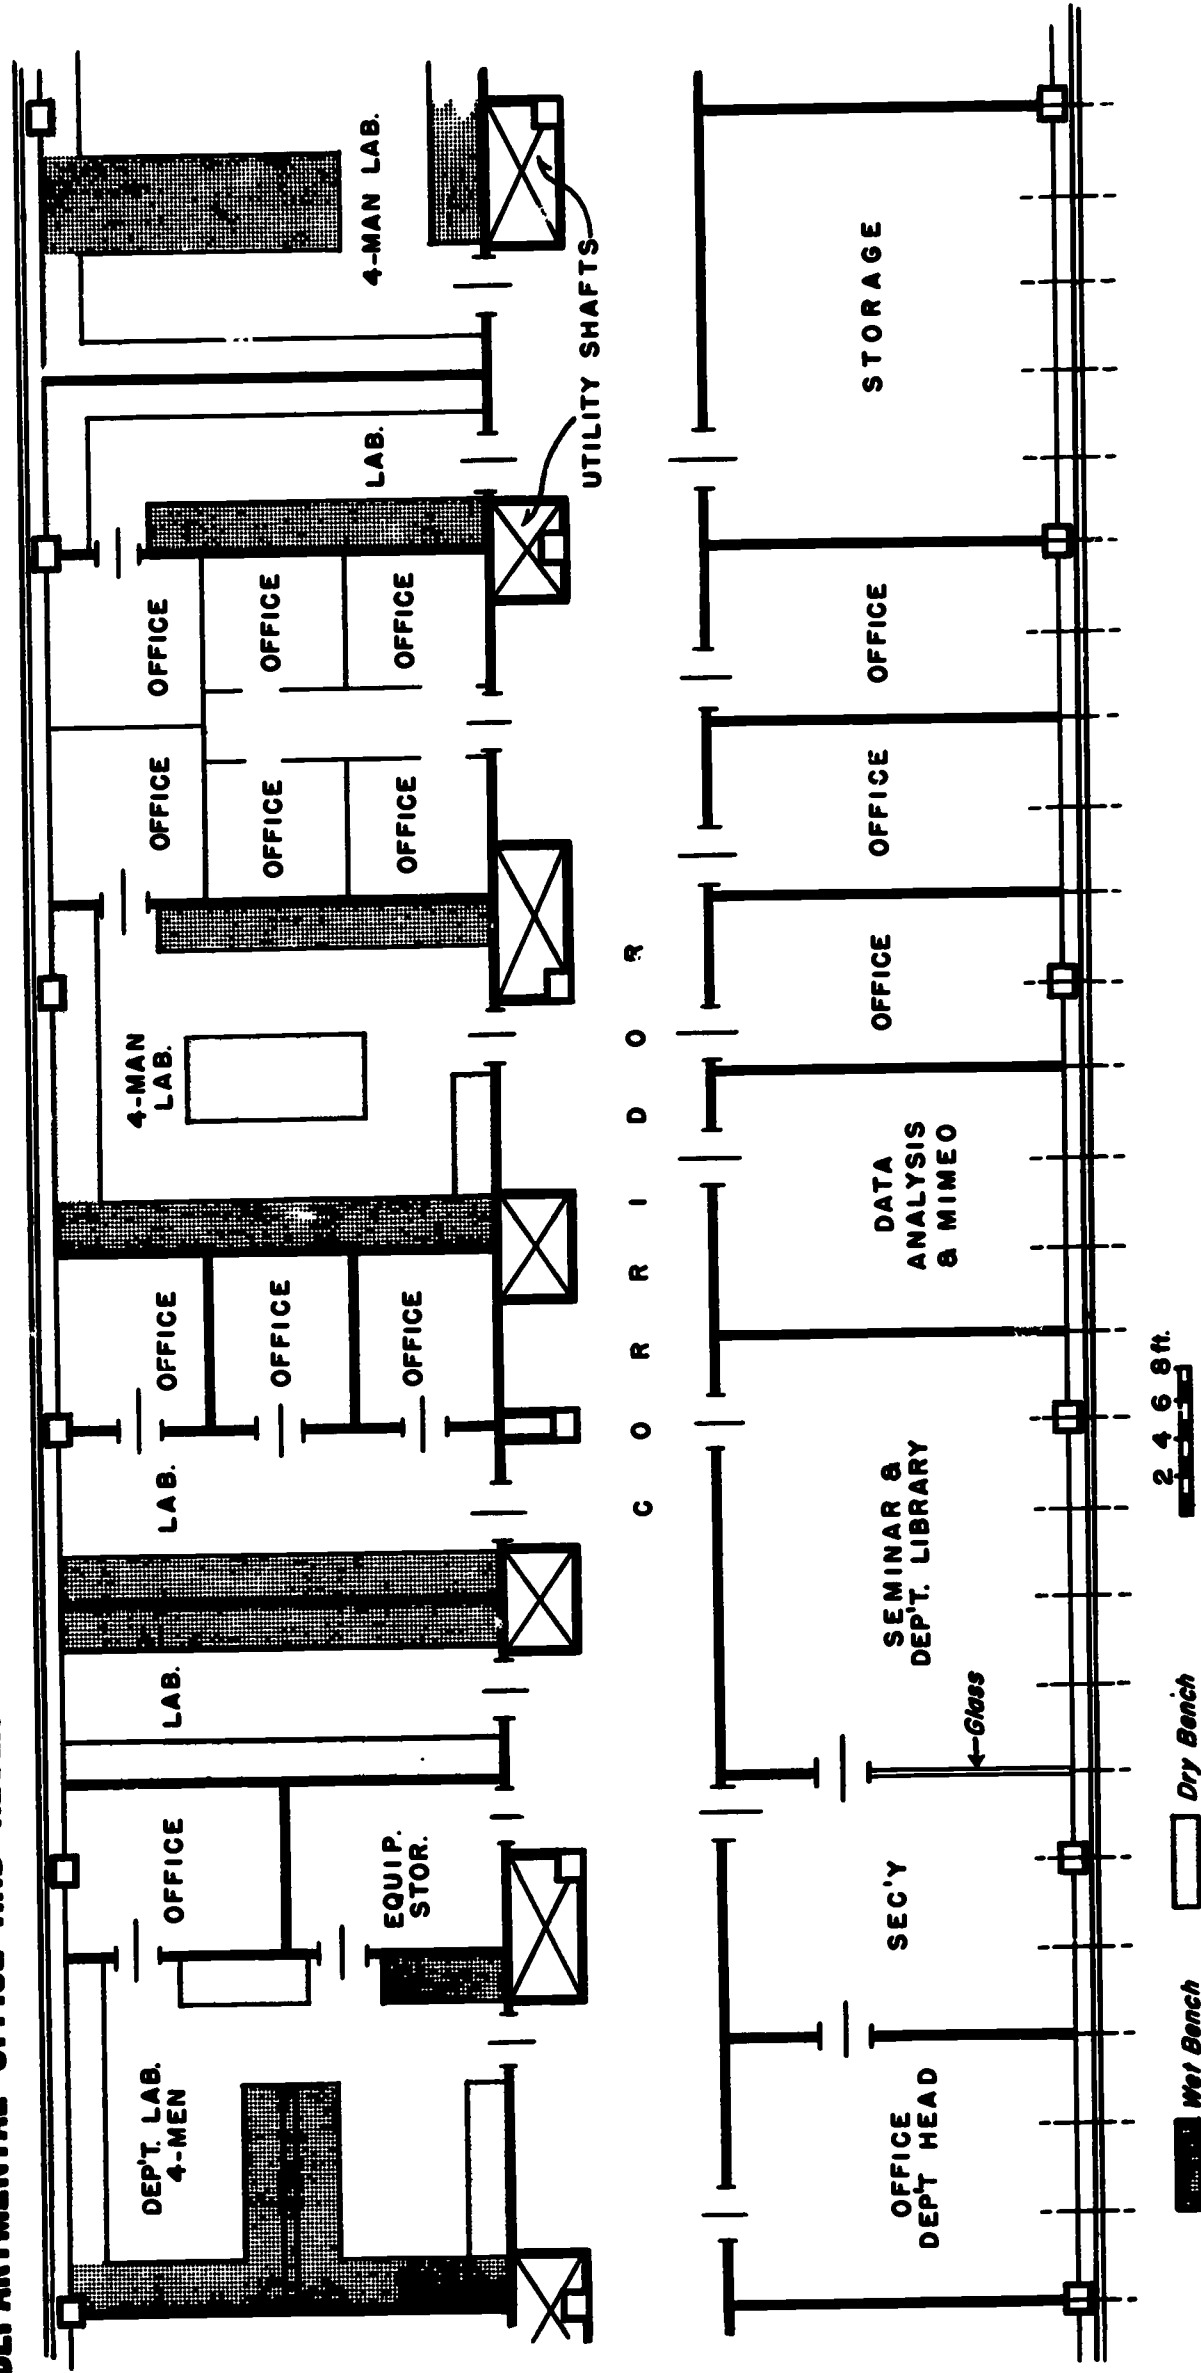 DEPARTMENTAL OFFICE AND
DEP'T. LAB.
4-MEN
OFFICE
EQUIP.
STOR.
LAB.
LAB.
OFFICE
OFFICE
OFFICE
4-MAN
LAB.
OFFICE
OFFICE
OFFICE
OFFICE
OFFICE
OFFICE
LAB.
4-MAN LAB.
UTILITY SHAFTS
CORRIDOR
OFFICE
DEP'T HEAD
SEC'Y
Glass
SEMINAR &
DEP'T. LIBRARY
DATA
ANALYSIS
& MIMEO
OFFICE
OFFICE
OFFICE
STORAGE
2 4 6 8ft.
Wet Bench
Dry Bench